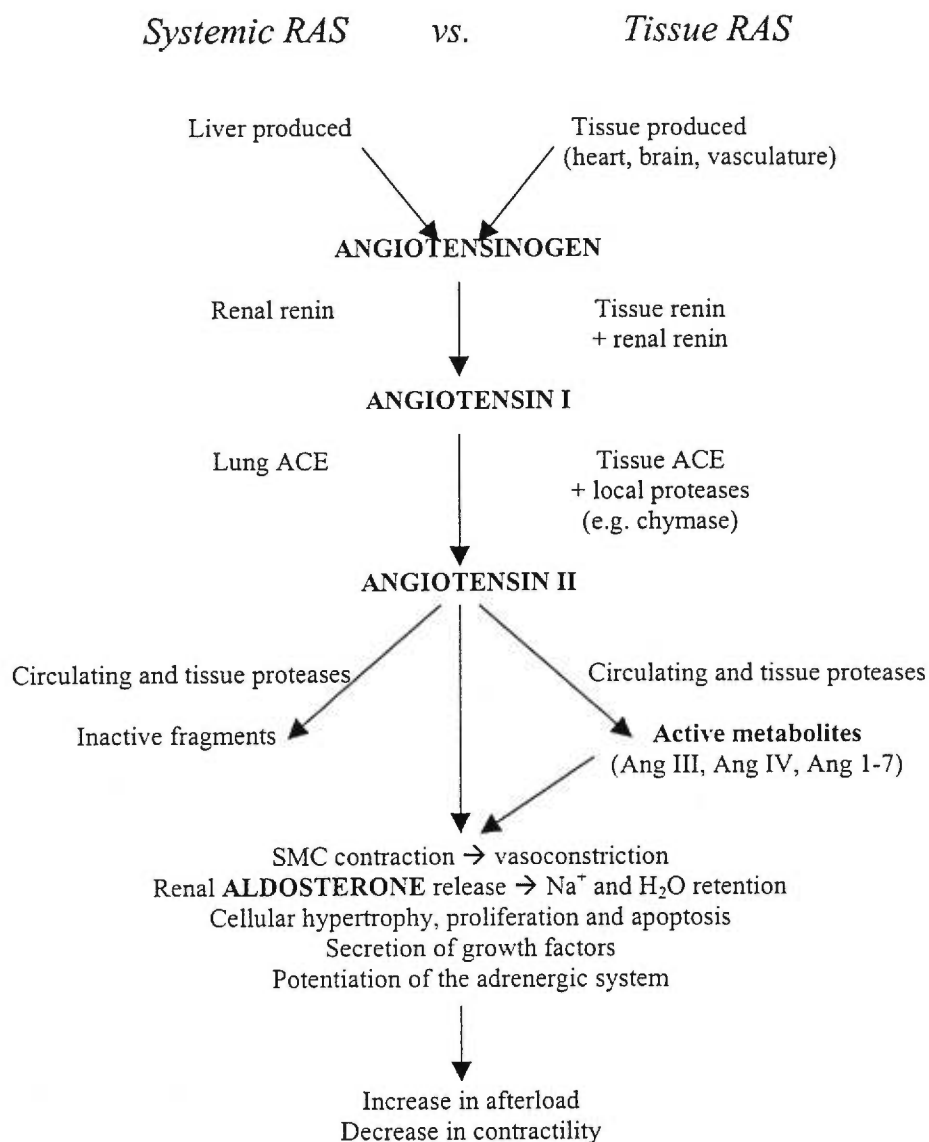 Systemic RAS vs. Tissue RAS
Liver produced
Tissue produced
(heart, brain, vasculature)
ANGIOTENSINOGEN
Renal renin
Tissue renin
+ renal renin
ANGIOTENSIN I
Lung ACE
Tissue ACE
+ local proteases
(e.g. chymase)
ANGIOTENSIN II
Circulating and tissue proteases
Inactive fragments
Circulating and tissue proteases
Active metabolites
(Ang III, Ang IV, Ang 1-7)
SMC contraction → vasoconstriction
Renal ALDOSTERONE release → Na⁺ and H₂O retention
Cellular hypertrophy, proliferation and apoptosis
Secretion of growth factors
Potentiation of the adrenergic system
Increase in afterload
Decrease in contractility